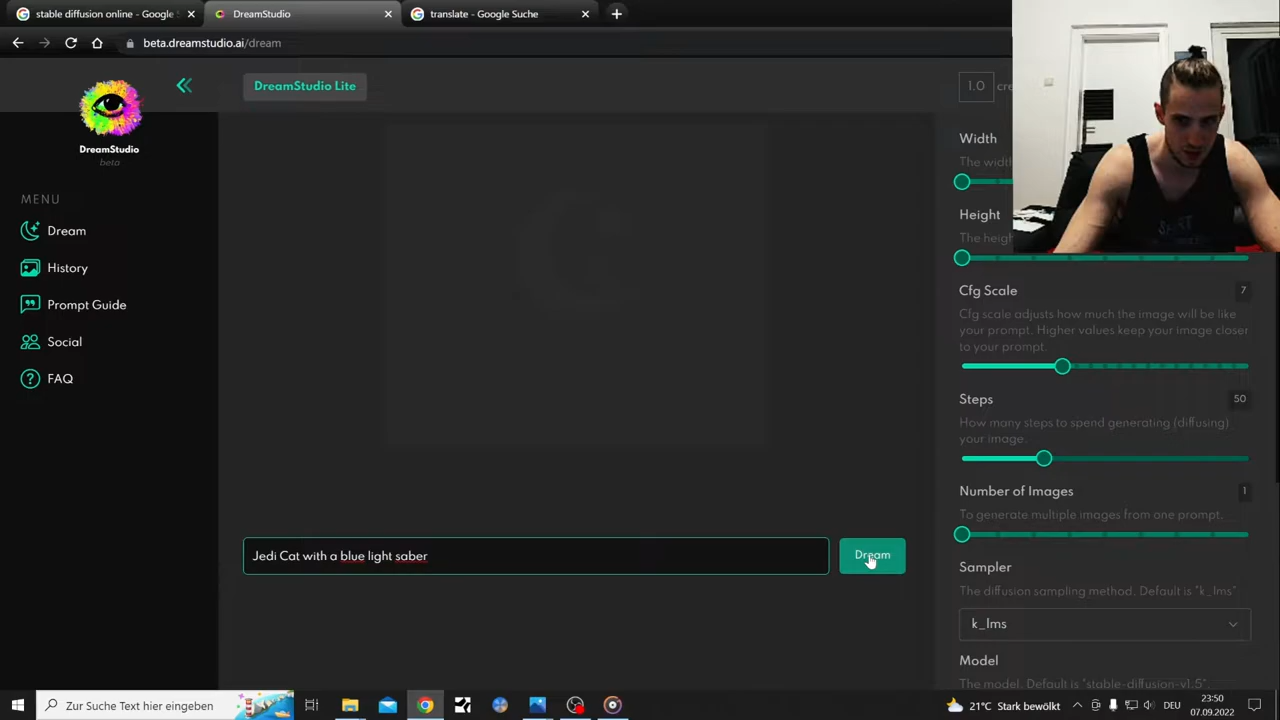 stable diffusion online - Google
DreamStudio
translate - Google Suche
beta.dreamstudio.ai/dream
DreamStudio
beta
DreamStudio Lite
1.0
MENU
Dream
History
Prompt Guide
Social
FAQ
Width
The width
Height
The heig
Cfg Scale
7
Cfg scale adjusts how much the image will be like
your prompt. Higher values keep your image closer
to your prompt.
Steps
50
How many steps to spend generating (diffusing)
your image.
Number of Images
1
To generate multiple images from one prompt.
Jedi Cat with a blue light saber
Dream
Sampler
The diffusion sampling method. Default is "k_lms"
k_lms
Model
The model. Default is "stable-diffusion-v1.5".
Zur Suche Text hier eingeben
21°C Stark bewölkt
DEU
23:50
07.09.2022